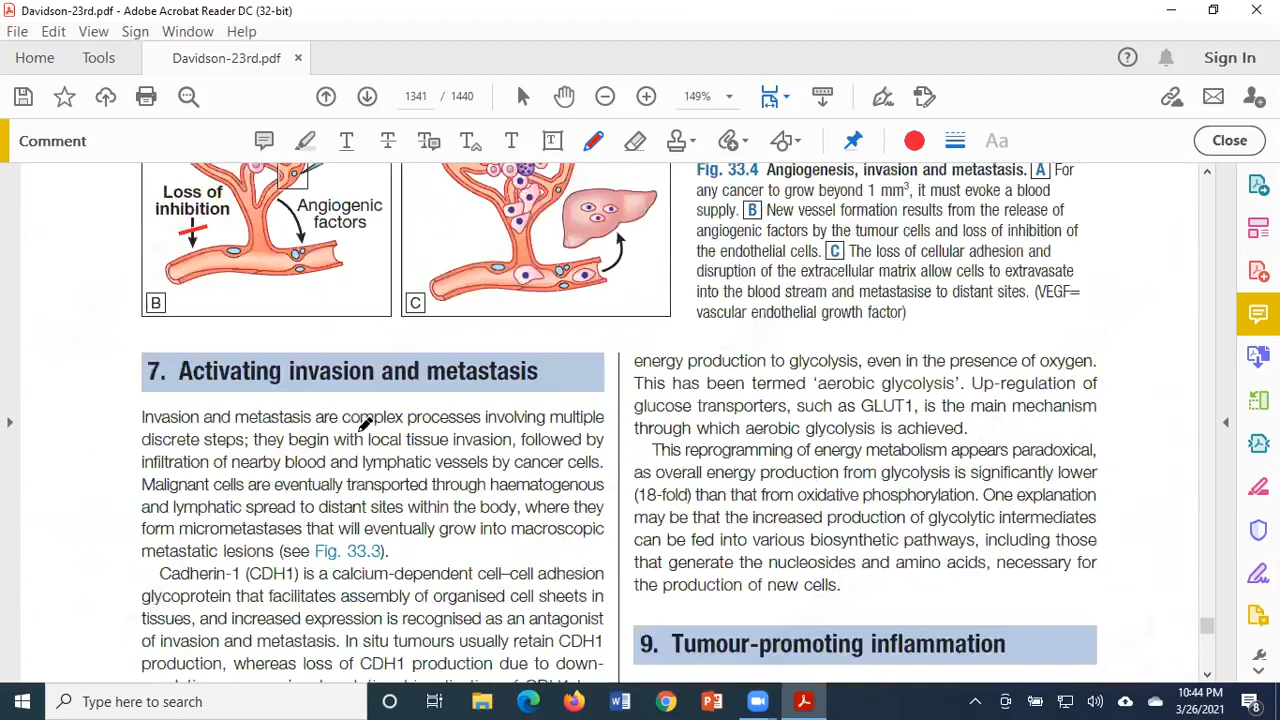 Davidson-23rd.pdf - Adobe Acrobat Reader DC (32-bit)
File Edit View Sign Window Help
Home Tools Davidson-23rd.pdf × Sign In
1341 / 1440 149%
Comment Aa Close
Loss of
inhibition
Angiogenic
factors
B
C
Fig. 33.4 Angiogenesis, invasion and metastasis. A For
any cancer to grow beyond 1 mm³, it must evoke a blood
supply. B New vessel formation results from the release of
angiogenic factors by the tumour cells and loss of inhibition of
the endothelial cells. C The loss of cellular adhesion and
disruption of the extracellular matrix allow cells to extravasate
into the blood stream and metastasise to distant sites. (VEGF=
vascular endothelial growth factor)
7. Activating invasion and metastasis
Invasion and metastasis are complex processes involving multiple
discrete steps; they begin with local tissue invasion, followed by
infiltration of nearby blood and lymphatic vessels by cancer cells.
Malignant cells are eventually transported through haematogenous
and lymphatic spread to distant sites within the body, where they
form micrometastases that will eventually grow into macroscopic
metastatic lesions (see Fig. 33.3).
Cadherin-1 (CDH1) is a calcium-dependent cell–cell adhesion
glycoprotein that facilitates assembly of organised cell sheets in
tissues, and increased expression is recognised as an antagonist
of invasion and metastasis. In situ tumours usually retain CDH1
production, whereas loss of CDH1 production due to down-
energy production to glycolysis, even in the presence of oxygen.
This has been termed ‘aerobic glycolysis’. Up-regulation of
glucose transporters, such as GLUT1, is the main mechanism
through which aerobic glycolysis is achieved.
This reprogramming of energy metabolism appears paradoxical,
as overall energy production from glycolysis is significantly lower
(18-fold) than that from oxidative phosphorylation. One explanation
may be that the increased production of glycolytic intermediates
can be fed into various biosynthetic pathways, including those
that generate the nucleosides and amino acids, necessary for
the production of new cells.
9. Tumour-promoting inflammation
Type here to search
10:44 PM
3/26/2021
8